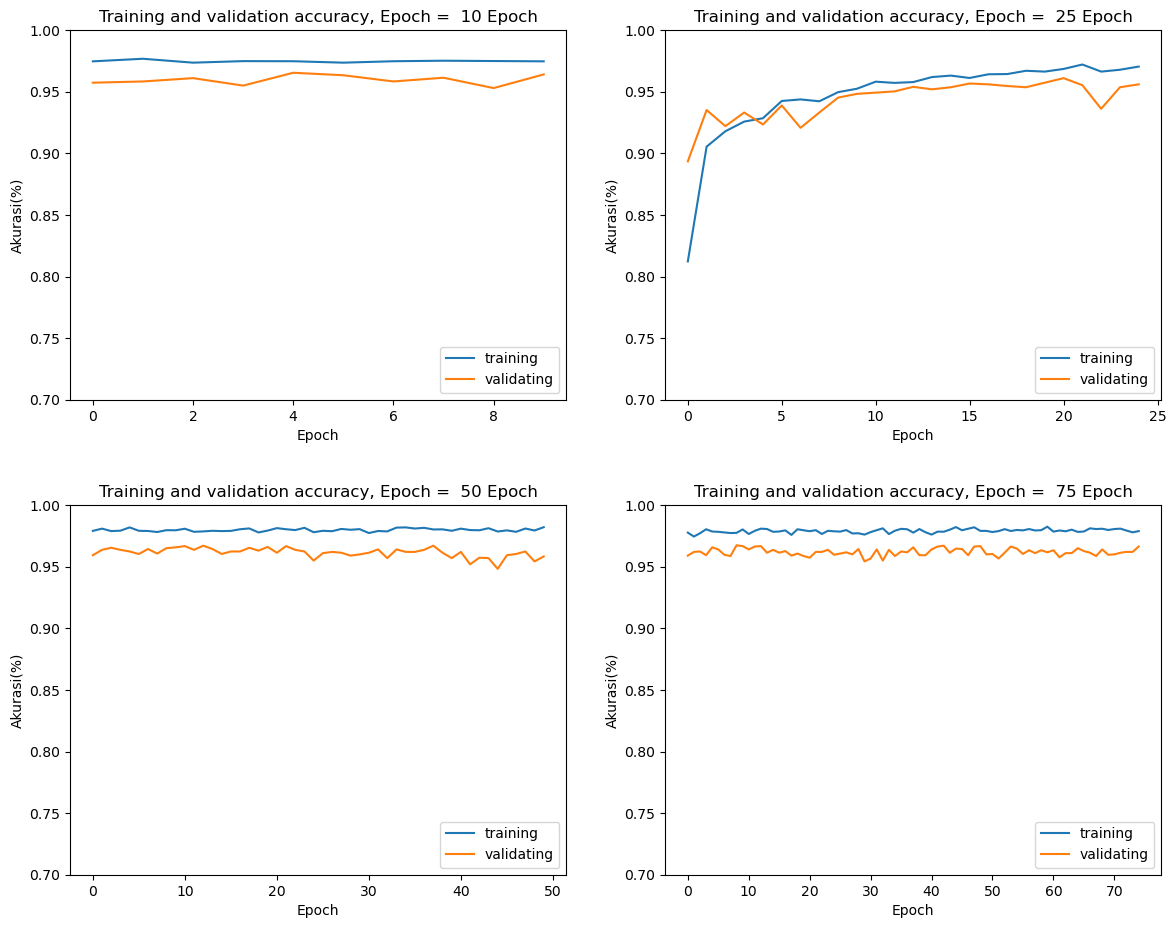 Training and validation accuracy, Epoch =  10 Epoch
1.00
0.95
0.90
0.85
0.80
0.75
0.70
Akurasi(%)
training
validating
0 2 4 6 8
Epoch
Training and validation accuracy, Epoch =  25 Epoch
1.00
0.95
0.90
0.85
0.80
0.75
0.70
Akurasi(%)
training
validating
0 5 10 15 20 25
Epoch
Training and validation accuracy, Epoch =  50 Epoch
1.00
0.95
0.90
0.85
0.80
0.75
0.70
Akurasi(%)
training
validating
0 10 20 30 40 50
Epoch
Training and validation accuracy, Epoch =  75 Epoch
1.00
0.95
0.90
0.85
0.80
0.75
0.70
Akurasi(%)
training
validating
0 10 20 30 40 50 60 70
Epoch